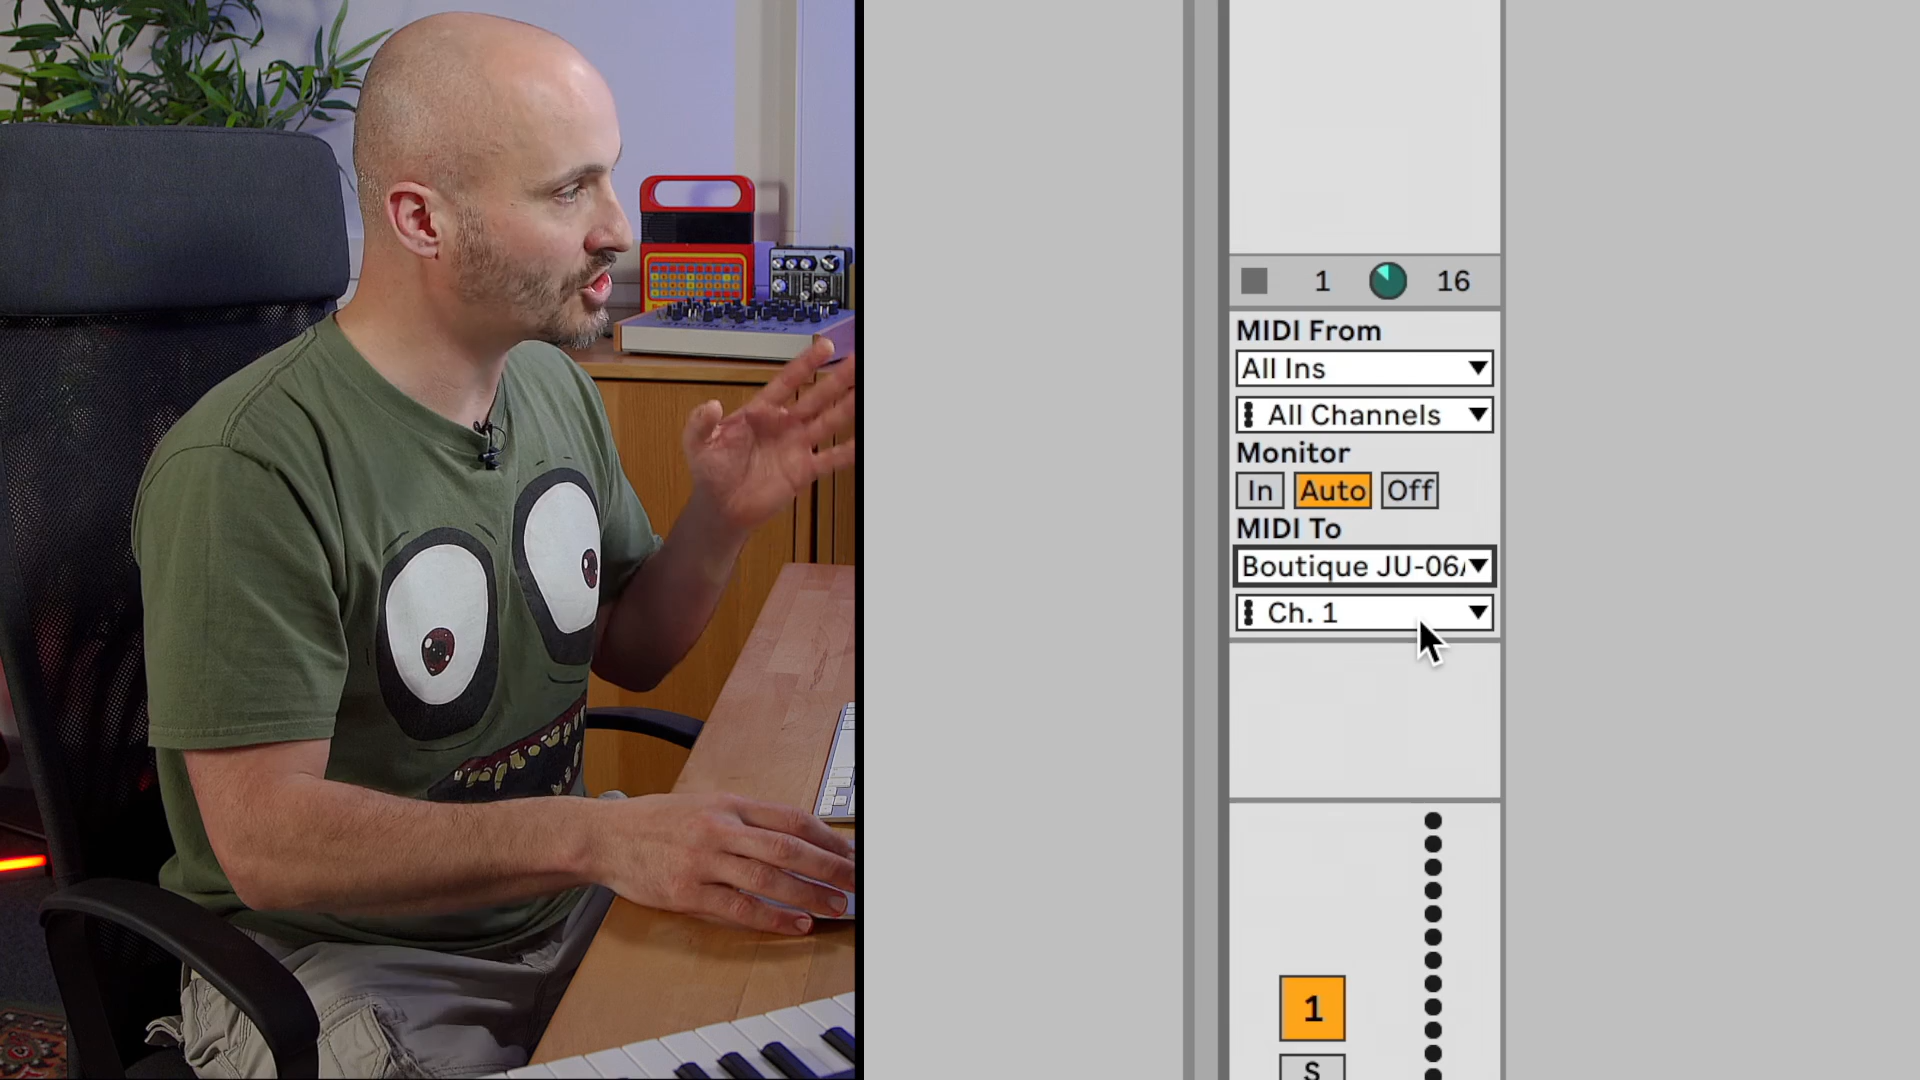 1 16
MIDI From
All Ins
All Channels
Monitor
In Auto Off
MIDI To
Boutique JU-06A
Ch. 1
1
S